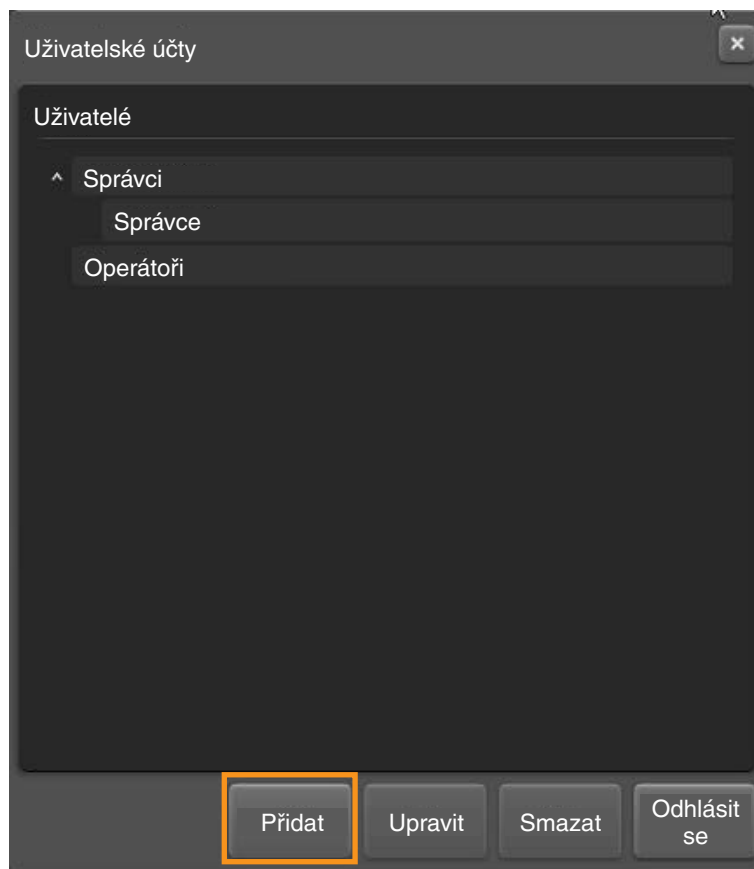 Uživatelské účty
Uživatelé
Správci
Správce
Operátoři
Přidat
Upravit
Smazat
Odhlásit
se